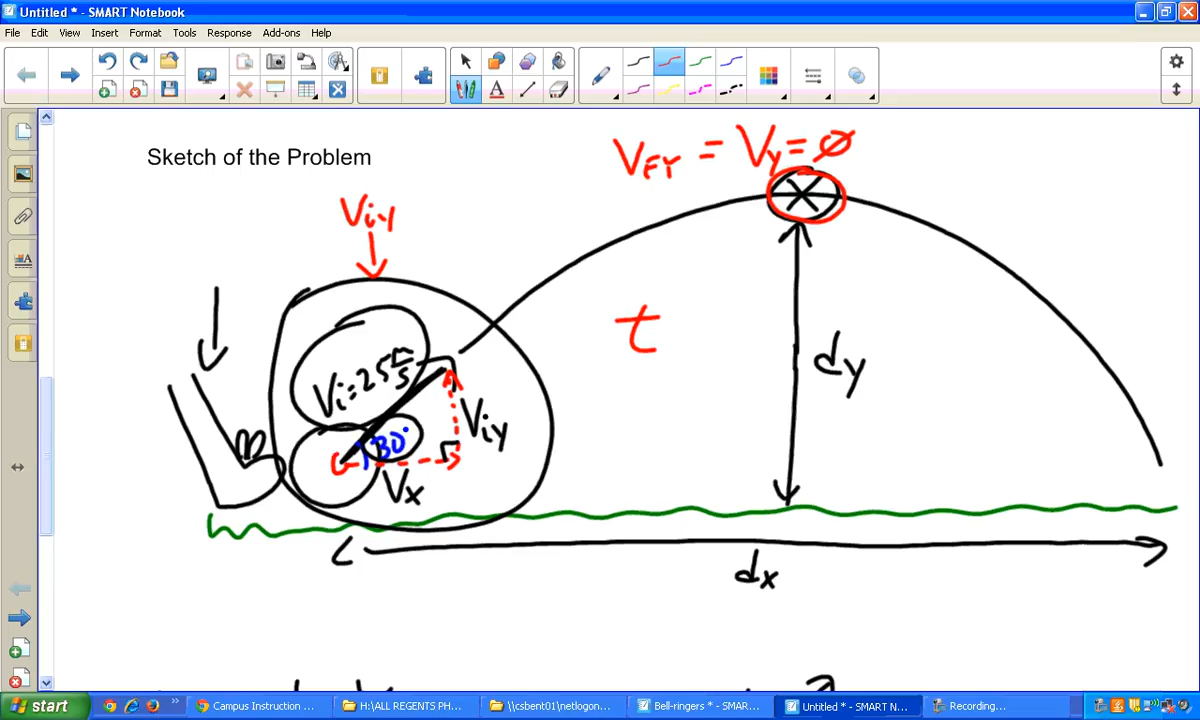 Untitled * - SMART Notebook
File Edit View Insert Format Tools Response Add-ons Help
Sketch of the Problem
VFY = Vy = Ø
Viy
t
Vi = 25 m/s
dy
30°
Viy
Vx
dx
start
Campus Instruction ...
H:\ALL REGENTS PH...
\\csbent01\netlogon...
Bell-ringers * - SMAR...
Untitled * - SMART N...
Recording...